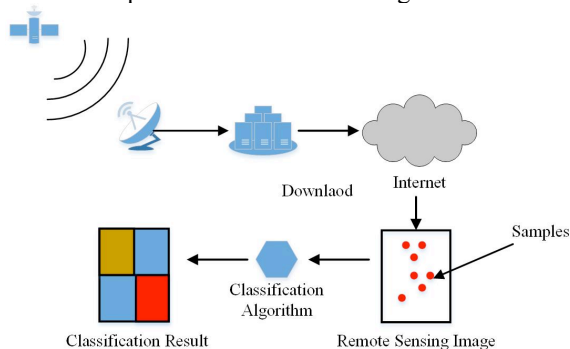 Downlaod
Internet
Samples
Classification
Algorithm
Classification Result
Remote Sensing Image